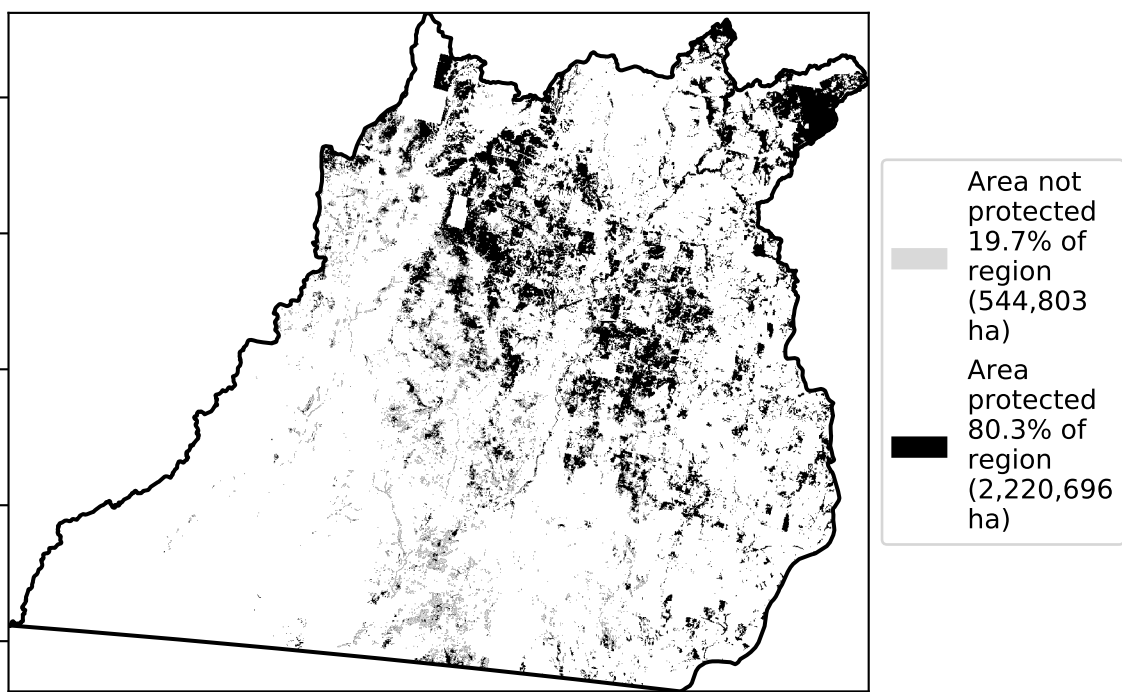 Area not
protected
19.7% of
region
(544,803
ha)
Area
protected
80.3% of
region
(2,220,696
ha)